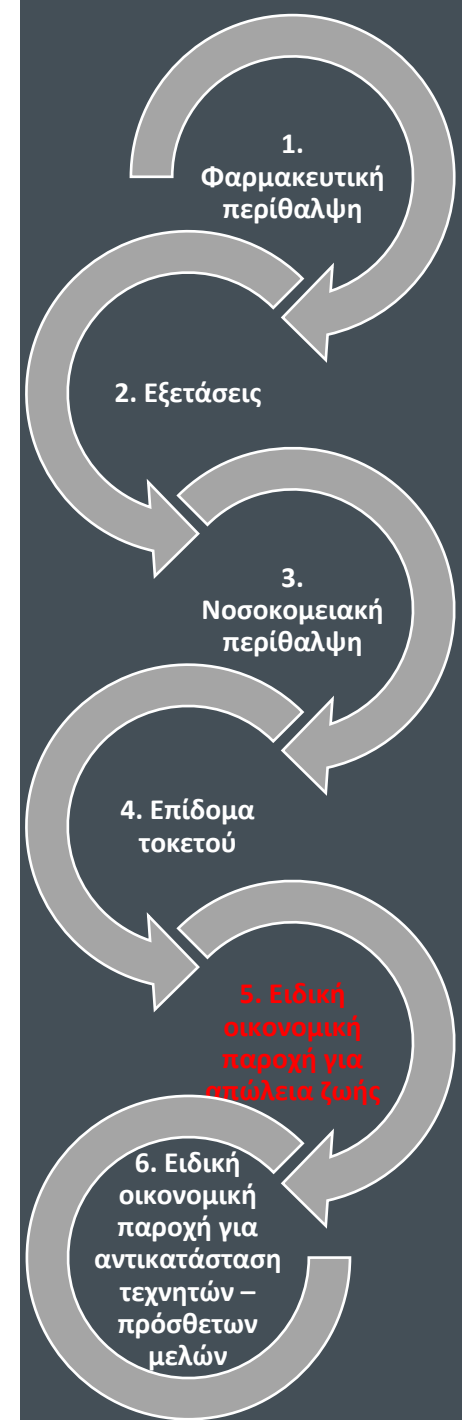 1.
Φαρμακευτική
περίθαλψη
2. Εξετάσεις
3.
Νοσοκομειακή
περίθαλψη
4. Επίδομα
τοκετού
5. Ειδική
οικονομική
παροχή για
απώλεια ζωής
6. Ειδική
οικονομική
παροχή για
αντικατάσταση
τεχνητών –
πρόσθετων
μελών